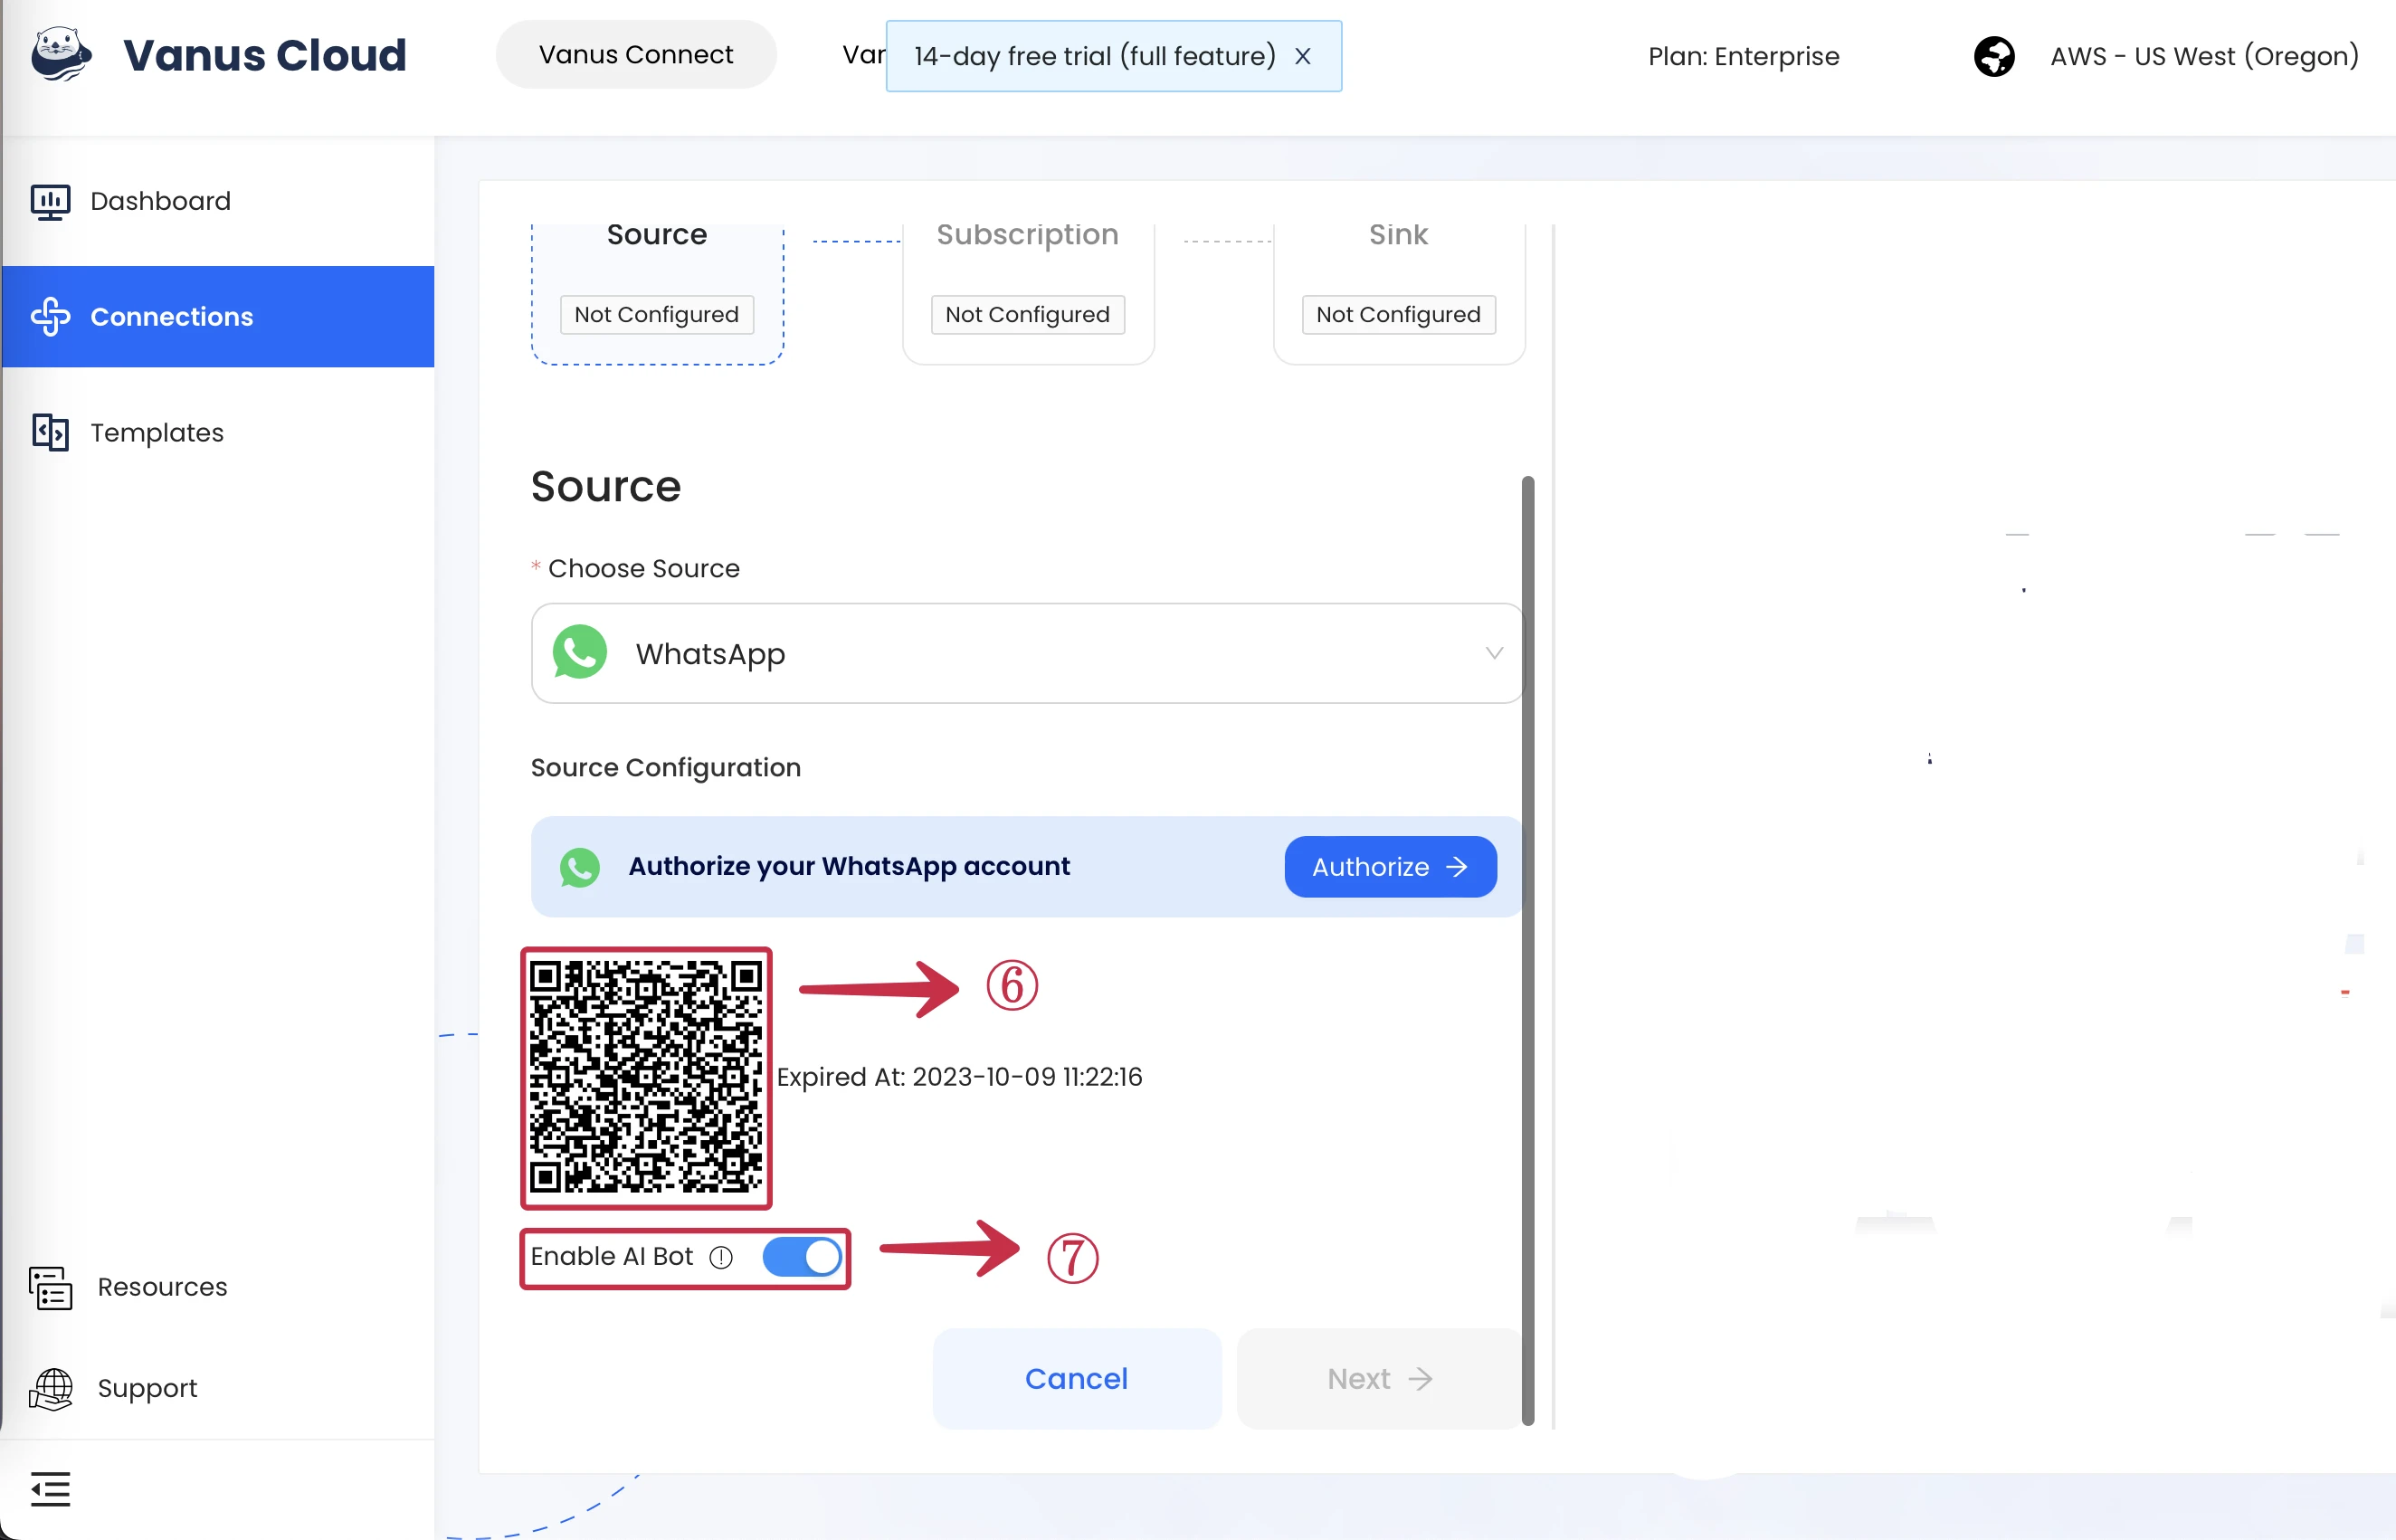 Vanus Cloud
Vanus Connect
14-day free trial (full feature) X
Plan: Enterprise
AWS - US West (Oregon)
Dashboard
Connections
Templates
Resources
Support
Source
Subscription
Sink
Not Configured
Not Configured
Not Configured
Source
* Choose Source
WhatsApp
Source Configuration
Authorize your WhatsApp account
Authorize →
⑥
Expired At: 2023-10-09 11:22:16
Enable AI Bot
⑦
Cancel
Next →